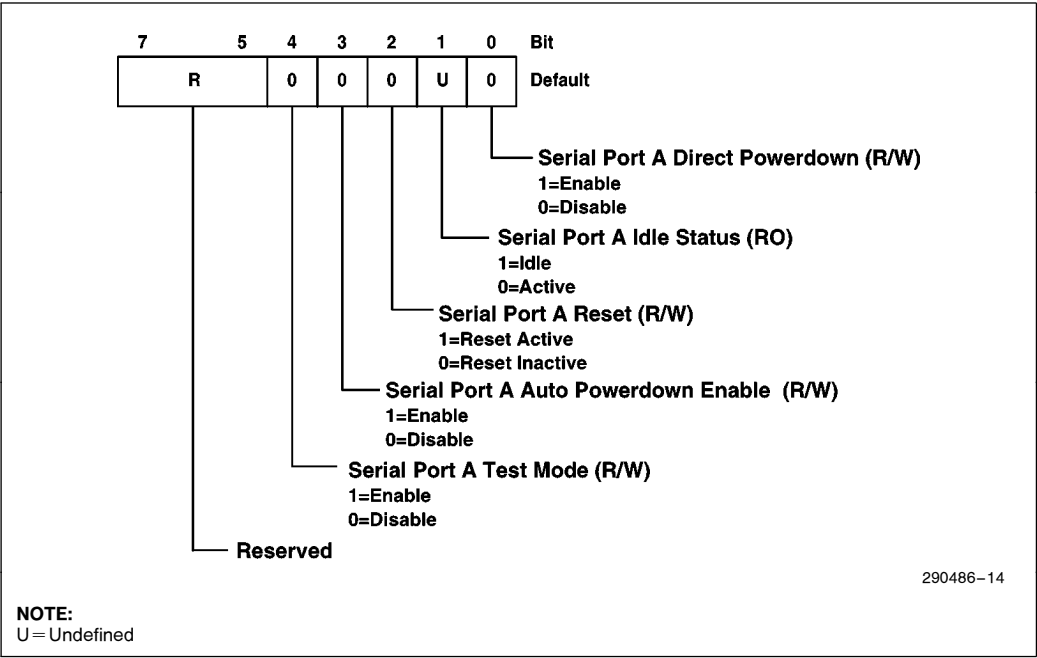 7 5 4 3 2 1 0 Bit
R 0 0 0 U 0 Default
Serial Port A Direct Powerdown (R/W)
1=Enable
0=Disable
Serial Port A Idle Status (RO)
1=Idle
0=Active
Serial Port A Reset (R/W)
1=Reset Active
0=Reset Inactive
Serial Port A Auto Powerdown Enable (R/W)
1=Enable
0=Disable
Serial Port A Test Mode (R/W)
1=Enable
0=Disable
Reserved
290486–14
NOTE:
U=Undefined